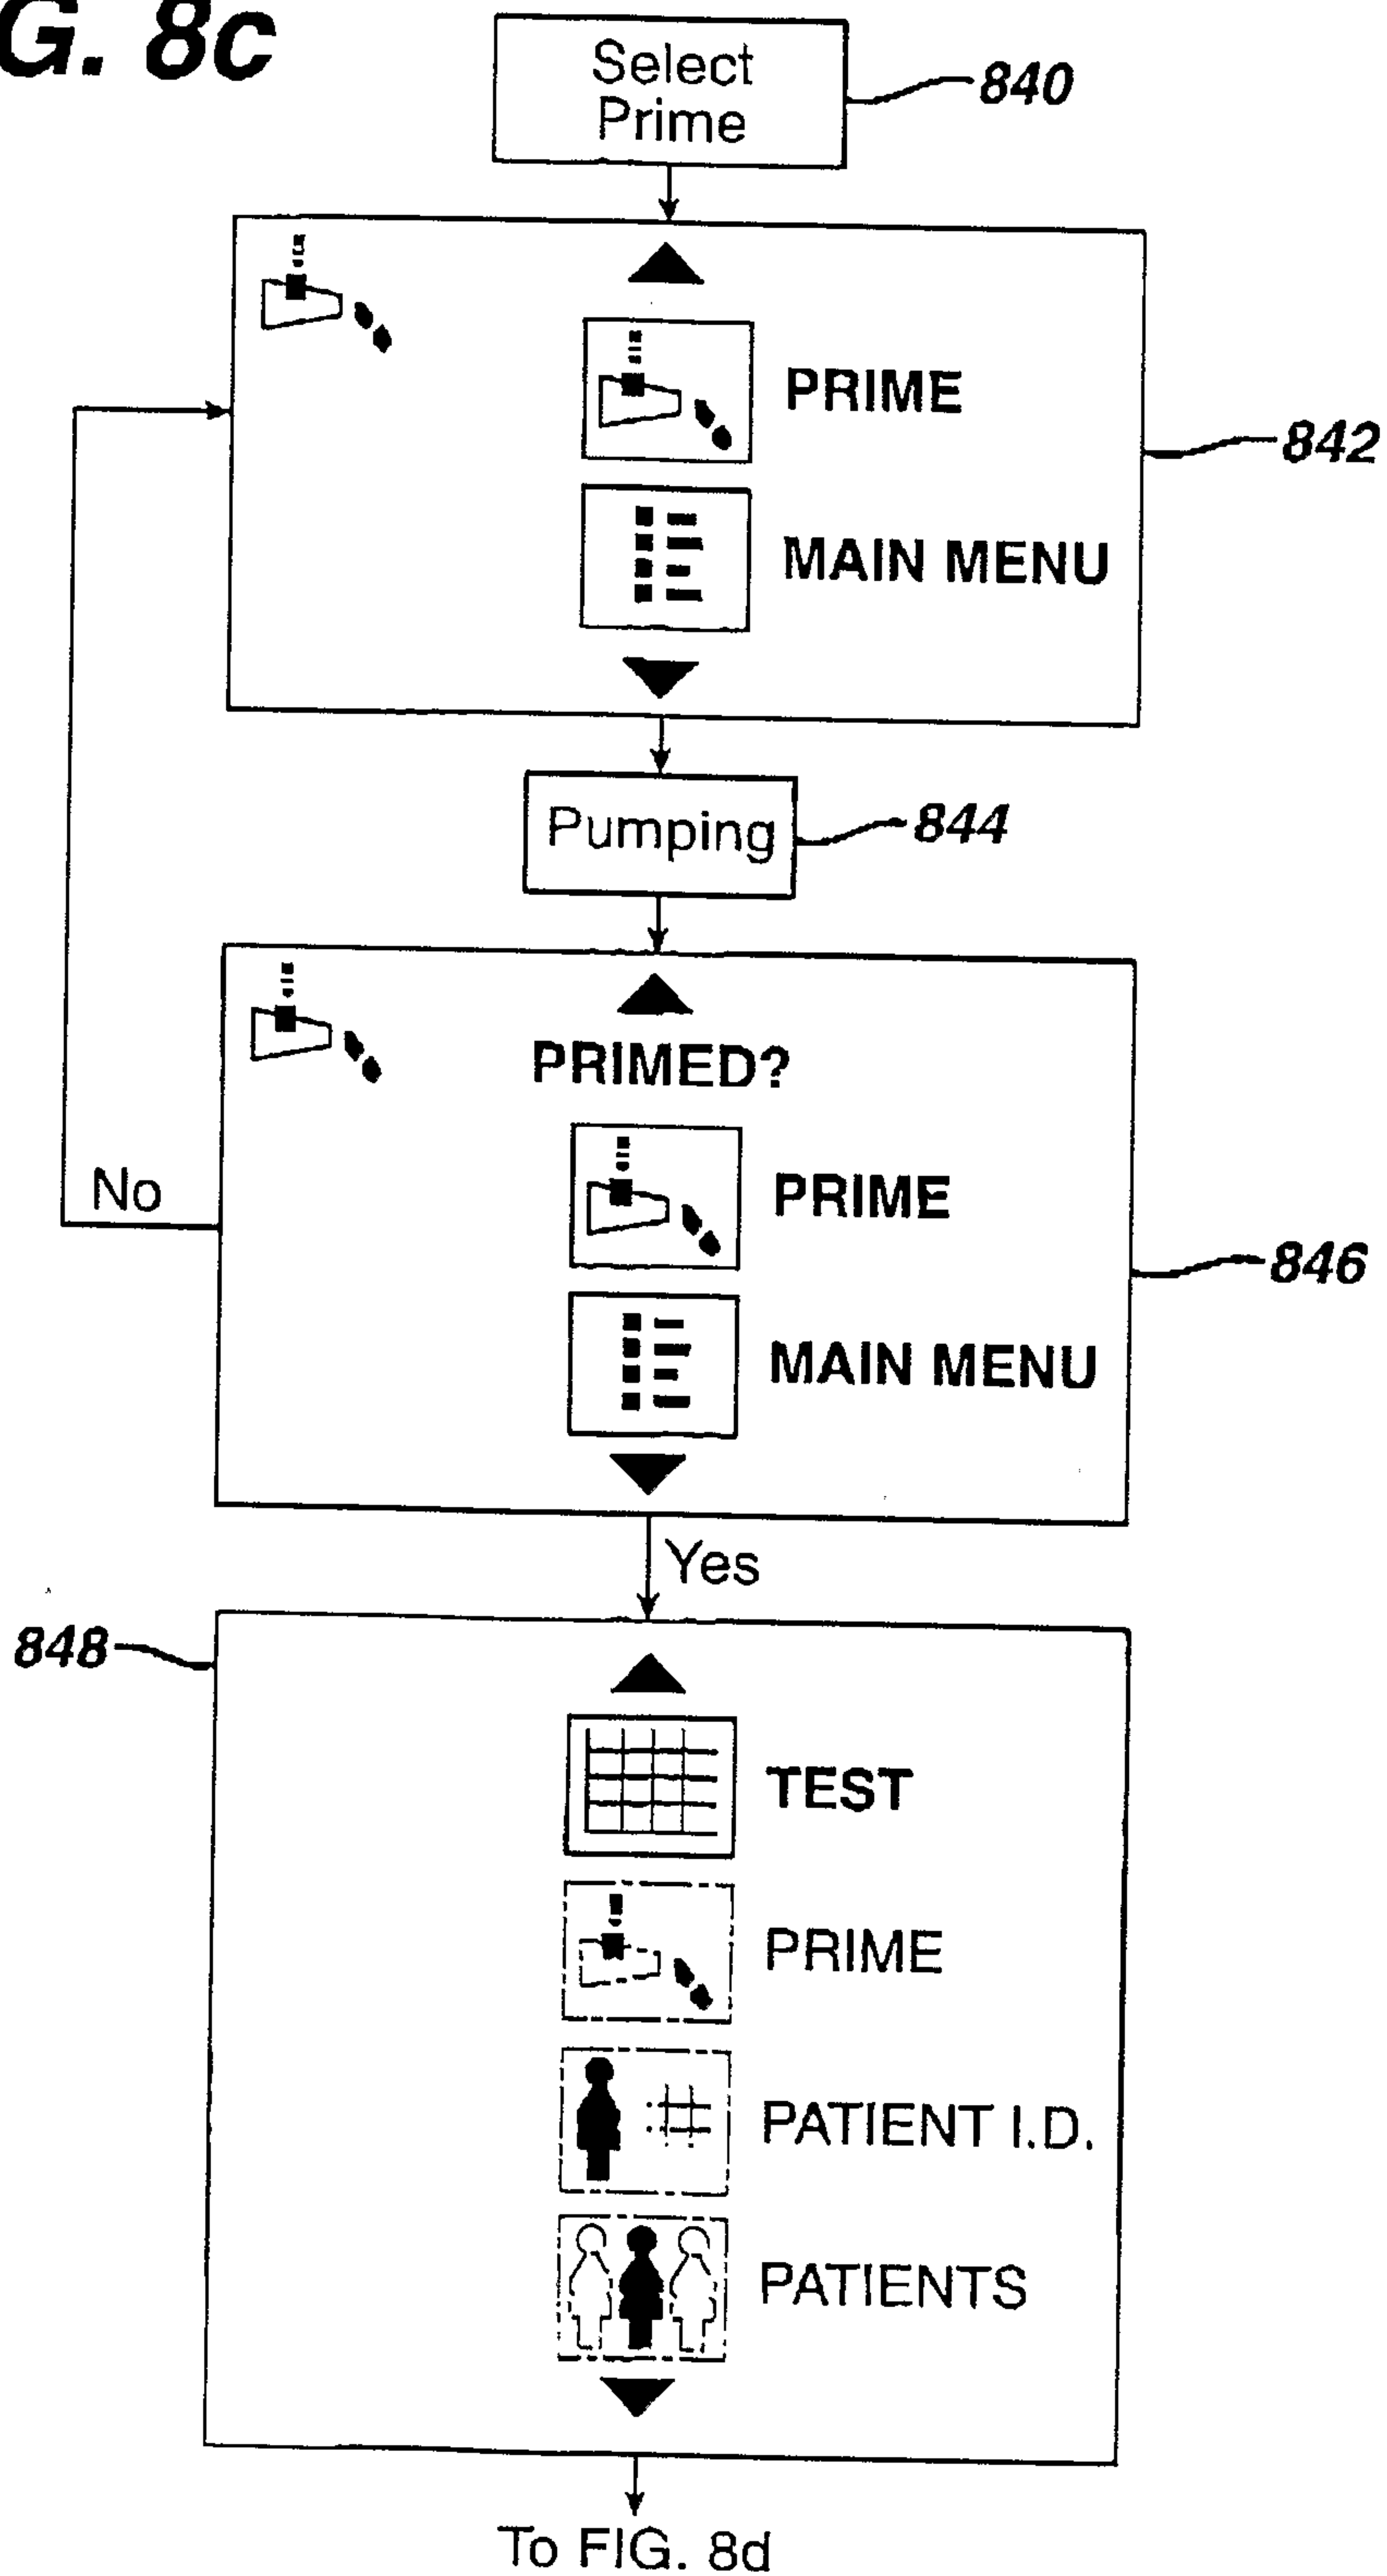 G. 8c
Select
Prime
840
PRIME
842
MAIN MENU
Pumping
844
PRIMED?
No
PRIME
846
MAIN MENU
Yes
848
TEST
PRIME
PATIENT I.D.
PATIENTS
To FIG. 8d